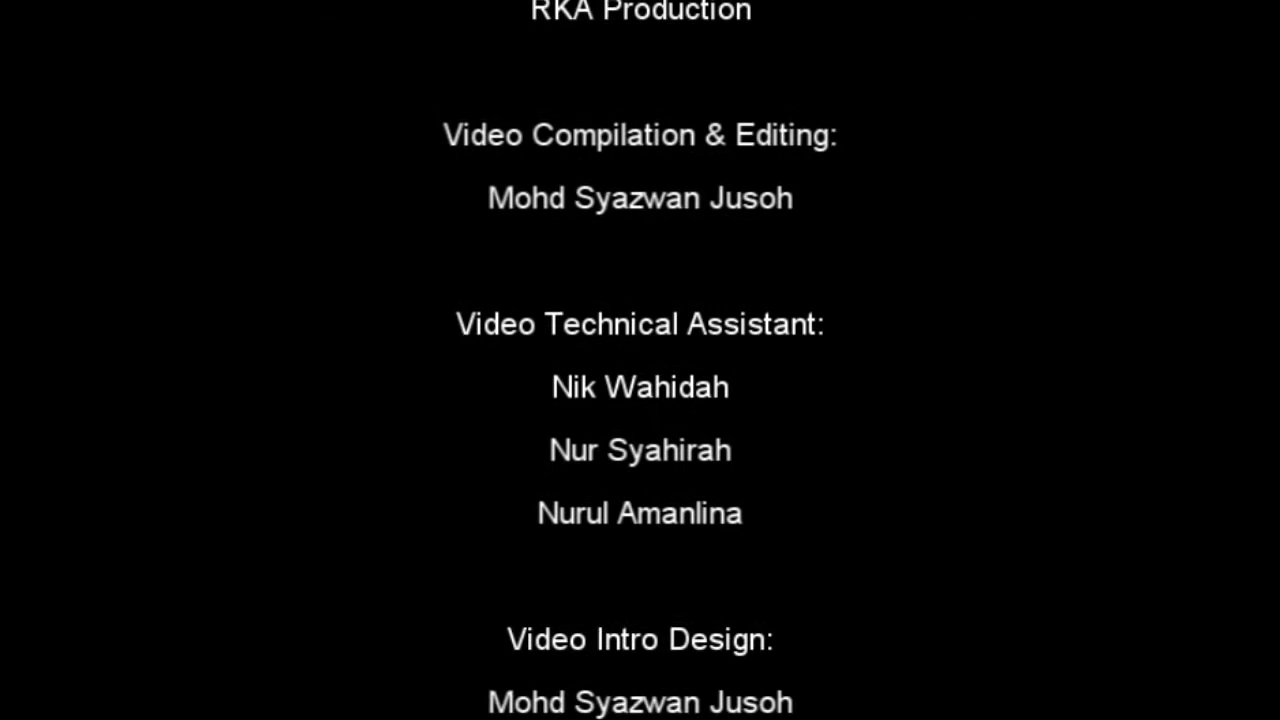 RKA Production
Video Compilation & Editing:
Mohd Syazwan Jusoh
Video Technical Assistant:
Nik Wahidah
Nur Syahirah
Nurul Amanlina
Video Intro Design:
Mohd Syazwan Jusoh